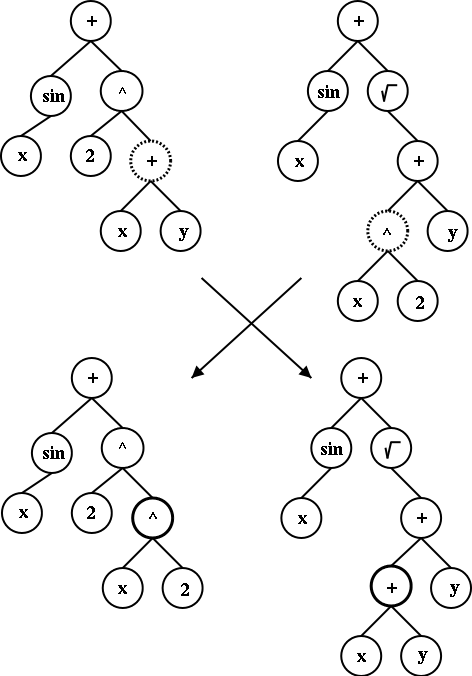 + +
sin ^ sin √
x 2 + x +
x y ^ y
x 2
+ +
sin ^ sin √
x 2 ^ x +
x 2 + y
x y